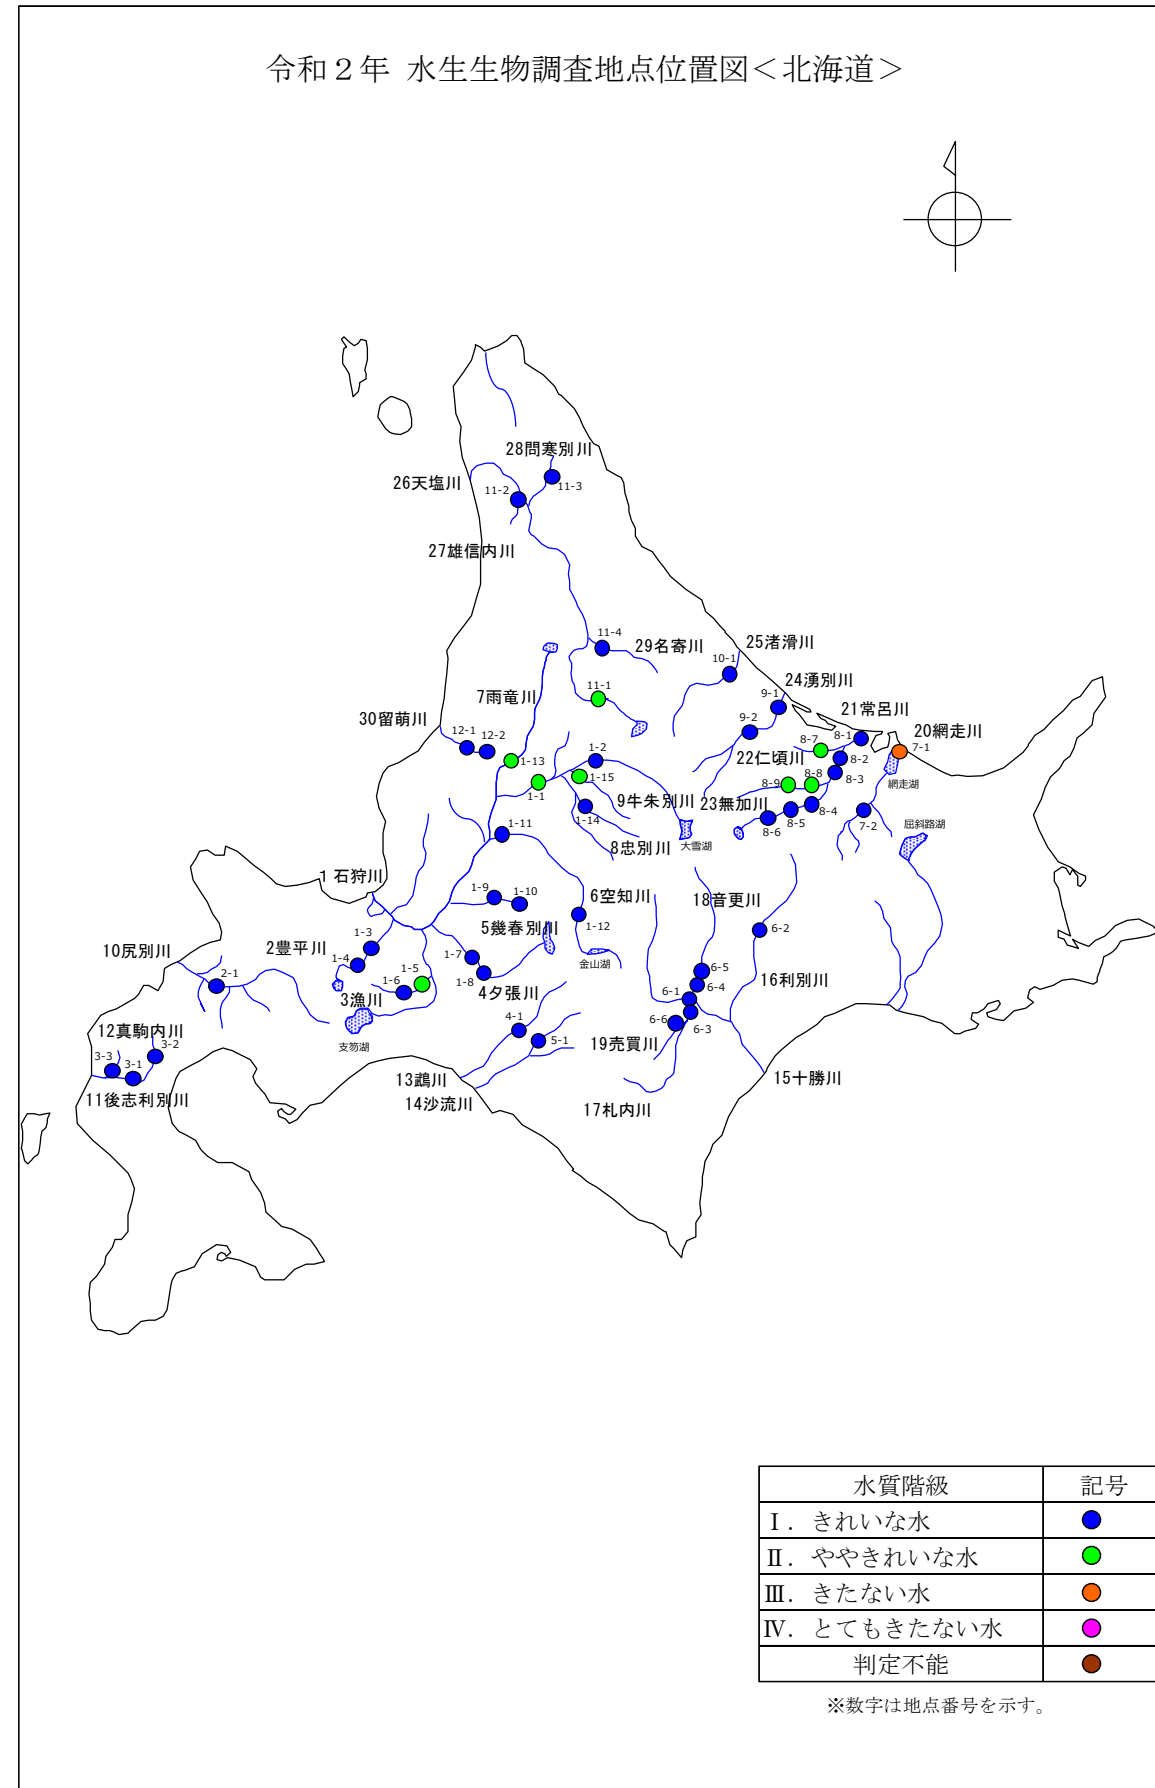 令和２年 水生生物調査地点位置図＜北海道＞
28問寒別川
26天塩川
11-2
11-3
27雄信内川
11-4
29名寄川
25渚滑川
10-1
24湧別川
7雨竜川
11-1
9-1
21常呂川
30留萌川
9-2
8-7
8-1
20網走川
7-1
12-1
12-2
1-13
1-2
22仁頃川
8-2
1-15
8-9
8-8
8-3
網走湖
1-1
9牛朱別川
23無加川
8-4
1-14
8-5
7-2
8-6
屈斜路湖
1-11
8忠別川
大雪湖
1 石狩川
1-9
1-10
6空知川
18音更川
5幾春別川
1-12
6-2
10尻別川
2豊平川
1-3
1-4
1-7
金山湖
2-1
1-5
1-6
1-8
6-5
16利別川
3漁川
4夕張川
6-4
6-1
12真駒内川
4-1
6-6
6-3
3-2
支笏湖
5-1
19売買川
3-3
3-1
13鵡川
15十勝川
11後志利別川
14沙流川
17札内川
水質階級 記号
Ⅰ．きれいな水
Ⅱ．ややきれいな水
Ⅲ．きたない水
Ⅳ．とてもきたない水
判定不能
※数字は地点番号を示す。